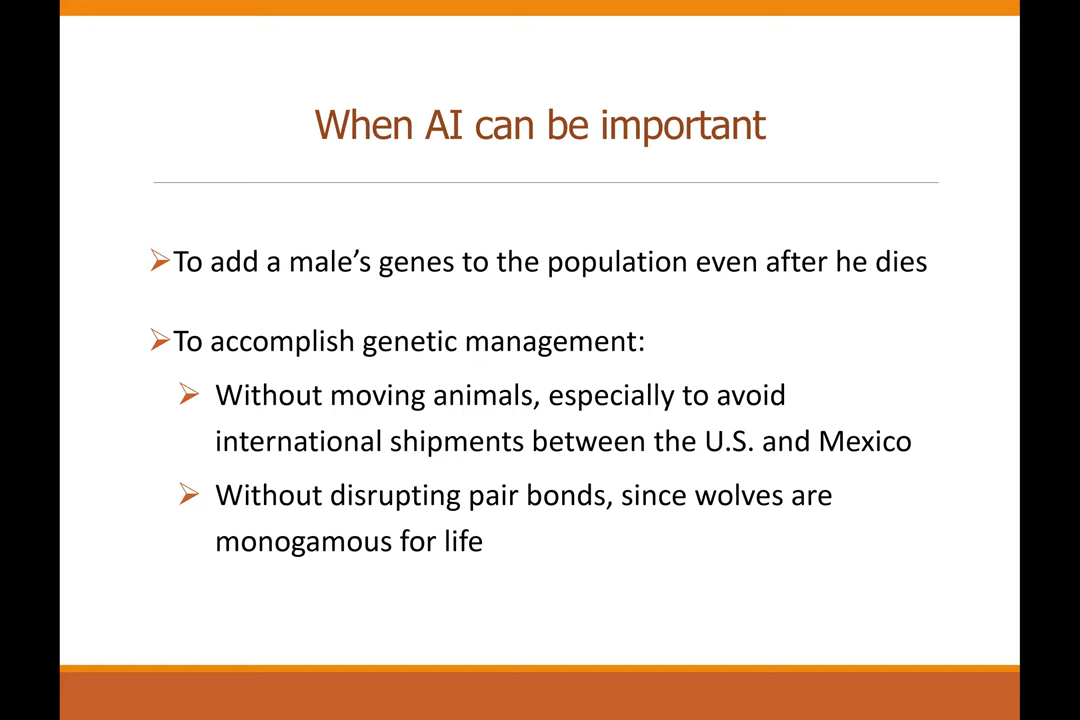 When AI can be important
To add a male’s genes to the population even after he dies
To accomplish genetic management:
Without moving animals, especially to avoid
international shipments between the U.S. and Mexico
Without disrupting pair bonds, since wolves are
monogamous for life